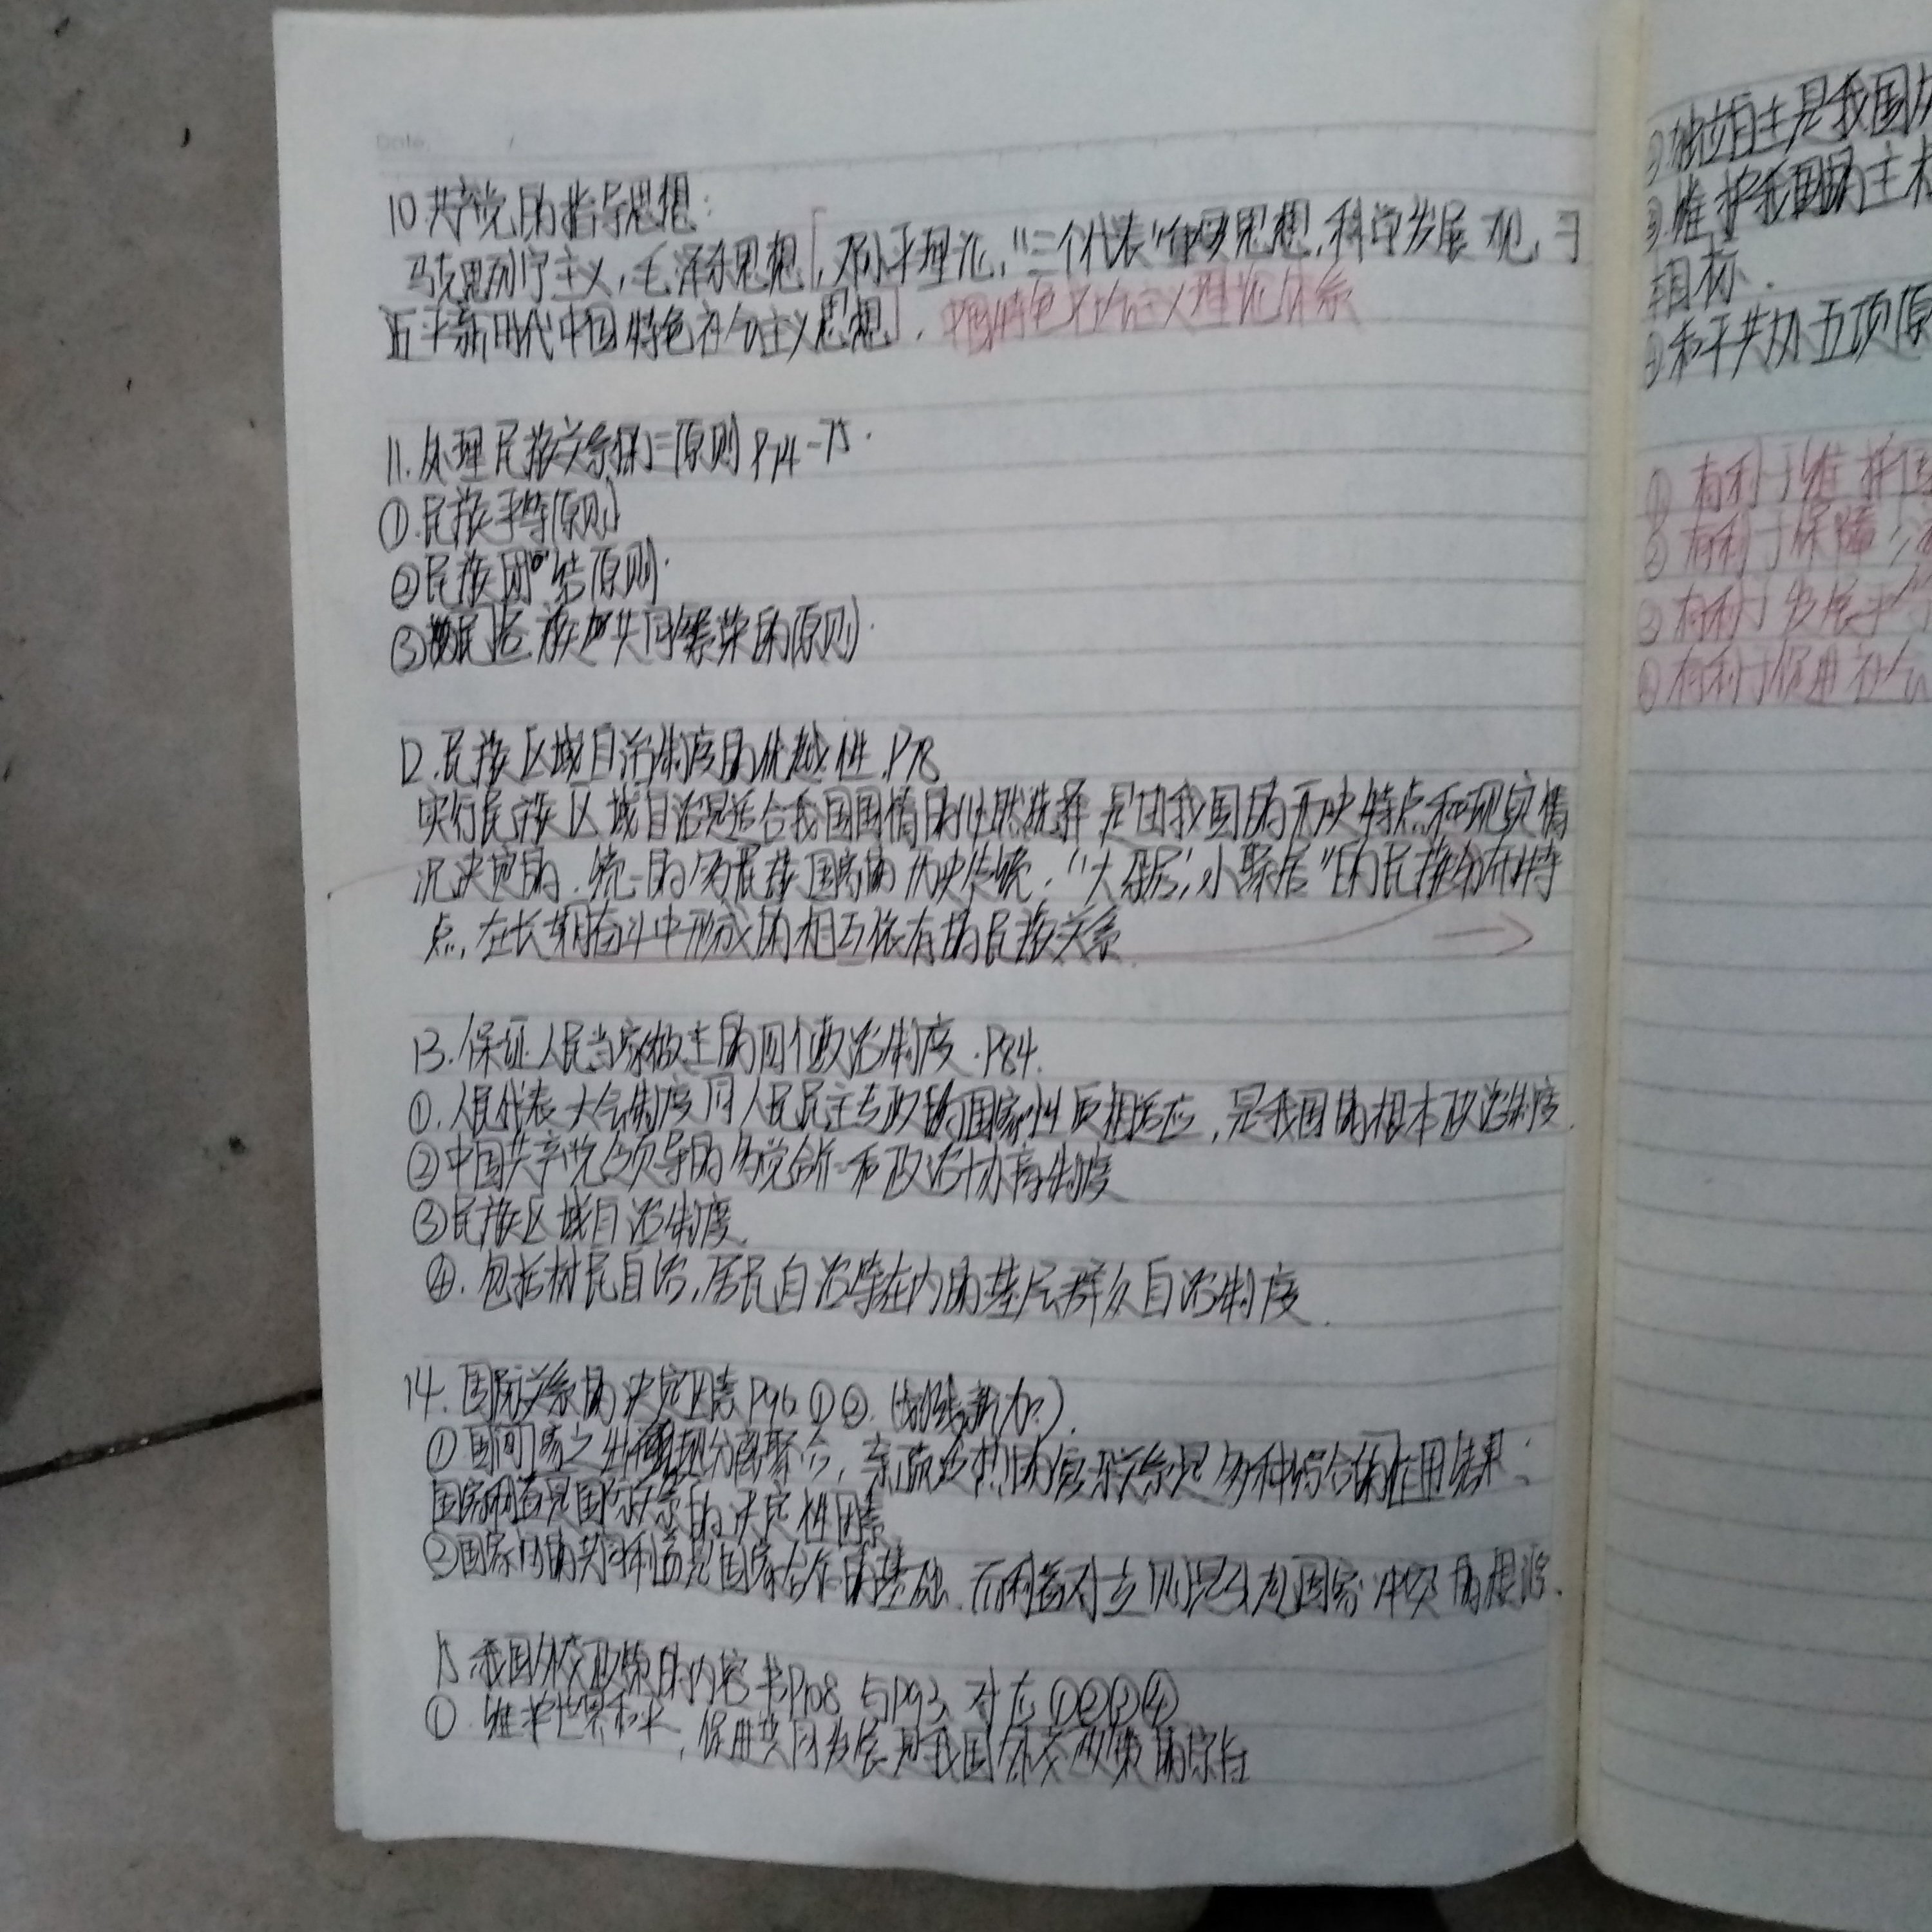 Date.
10.共产党的指导思想:
马克思列宁主义,毛泽东思想[,邓小平理论,"三个代表"重要思想,科学发展观,习
近平新时代中国特色社会主义思想]. 中国特色社会主义理论体系
11.处理民族关系的三原则 P74-75.
①.民族平等原则
②民族团结原则.
③民族共同繁荣的原则.
12.民族区域自治制度的优越性.P78
实行民族区域自治是适合我国国情的必然选择 是由我国的历史特点和现实情
况决定的.统一的多民族国家的历史传统."大杂居,小聚居"的民族分布特
点,在长期奋斗中形成的相互依存的民族关系
→
13.保证人民当家做主的四个政治制度.P84.
①.人民代表大会制度同人民民主专政的国家性质相适应,是我国的根本政治制度.
②中国共产党领导的多党合作和政治协商制度
③民族区域自治制度.
④.包括村民自治,居民自治等在内的基层群众自治制度.
14.国际关系的决定因素P96 ①②.(划线新加).
①国家之间出现分离聚合,亲疏 的复杂关系是多种综合的作用结果:
国家利益是国际关系的决定性因素
②国家间的共同利益是国家合作的基础.而利益对立则是引起国家冲突的根源.
15 我国外交政策的内容书P108 与P93 对应①②③④
①.维护世界和平,促进共同发展是我国外交政策的宗旨
②独立自主是我国
③维护我国的主
目标.
④和平共处五项原
① 有利于维护
② 有利于保障
③ 有利于发展
④ 有利于促进社会